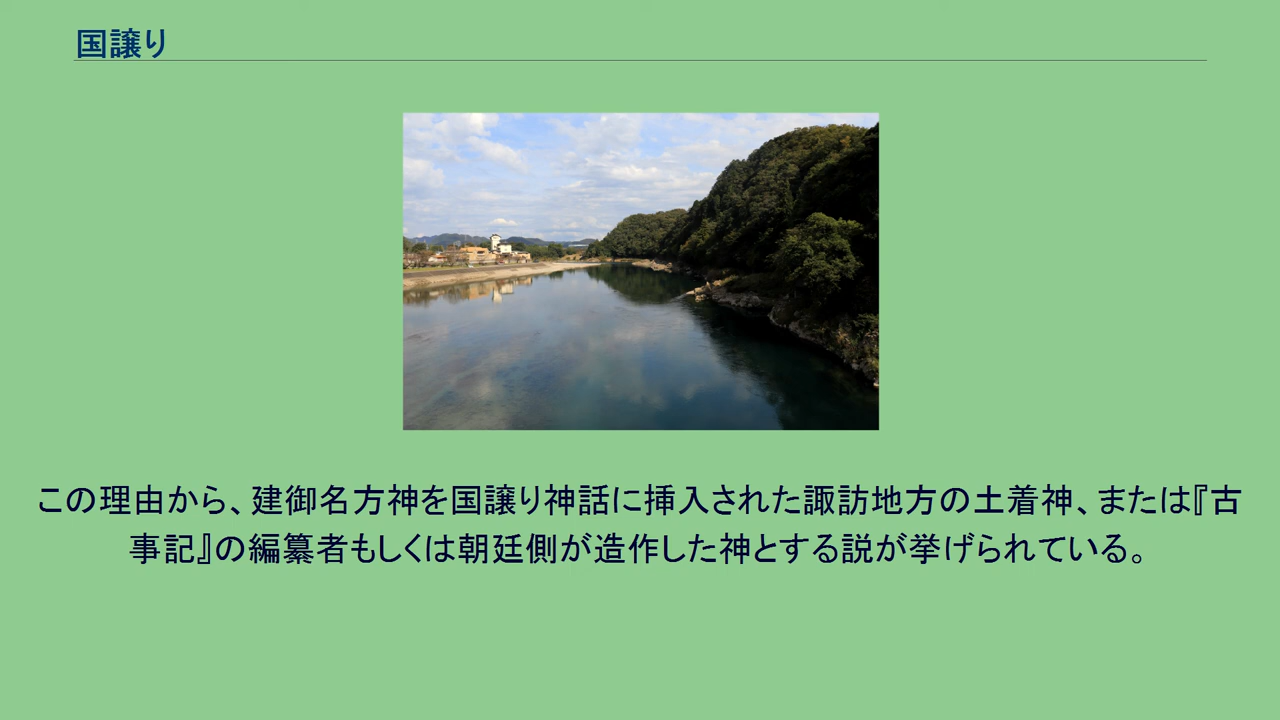 国譲り
この理由から、建御名方神を国譲り神話に挿入された諏訪地方の土着神、または『古
事記』の編纂者もしくは朝廷側が造作した神とする説が挙げられている。